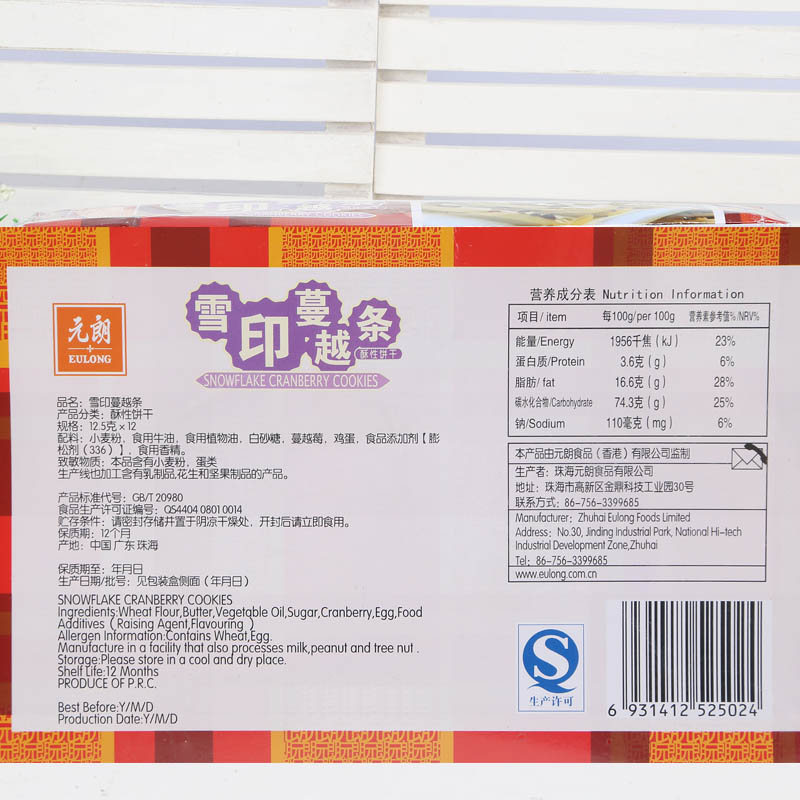 元朗
EULONG
雪印蔓越条
酥性饼干
SNOWFLAKE CRANBERRY COOKIES
品名：雪印蔓越条
产品分类：酥性饼干
规格：12.5克×12
配料：小麦粉，食用牛油，食用植物油，白砂糖，蔓越莓，鸡蛋，食品添加剂【膨
松剂（336）】，食用香精。
致敏物质：本品含有小麦粉，蛋类
生产线也加工含有乳制品,花生和坚果制品的产品。
产品标准代号：GB/T 20980
食品生产许可证编号：QS4404 0801 0014
贮存条件：请密封存储并置于阴凉干燥处，开封后请立即食用。
保质期：12个月
产地：中国 广东 珠海
保质期至：年月日
生产日期/批号：见包装盒侧面（年月日）
SNOWFLAKE CRANBERRY COOKIES
Ingredients:Wheat Flour,Butter,Vegetable Oil,Sugar,Cranberry,Egg,Food
Additives（Raising Agent,Flavouring ）
Allergen Information:Contains Wheat,Egg.
Manufacture in a facility that also processes milk,peanut and tree nut .
Storage:Please store in a cool and dry place.
Shelf Life:12 Months
PRODUCE OF P.R.C.
Best Before:Y/M/D
Production Date:Y/M/D
营养成分表 Nutrition Information
项目/ item 每100g/per 100g 营养素参考值%/NRV%
能量/Energy 1956千焦（kJ） 23%
蛋白质/Protein 3.6克（g） 6%
脂肪/ fat 16.6克（g） 28%
碳水化合物/Carbohydrate 74.3克（g） 25%
钠/Sodium 110毫克（mg） 6%
本产品由元朗食品（香港）有限公司监制
生产者：珠海元朗食品有限公司
地址：珠海市高新区金鼎科技工业园30号
联系方式：86-756-3399685
Manufacturer: Zhuhai Eulong Foods Limited
Address: No.30, Jinding Industrial Park, National Hi-tech
Industrial Development Zone,Zhuhai
Tel: 86-756-3399685
www.eulong.com.cn
生产许可
6 931412 525024